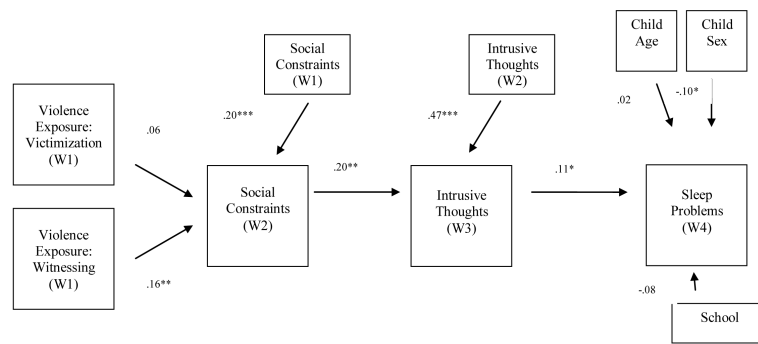 Child
Age
Child
Sex
Social
Constraints
(W1)
Intrusive
Thoughts
(W2)
.02
-.10*
Violence
Exposure:
Victimization
(W1)
.06
.20***
.47***
Social
Constraints
(W2)
.20**
Intrusive
Thoughts
(W3)
.11*
Sleep
Problems
(W4)
Violence
Exposure:
Witnessing
(W1)
.16**
-.08
School